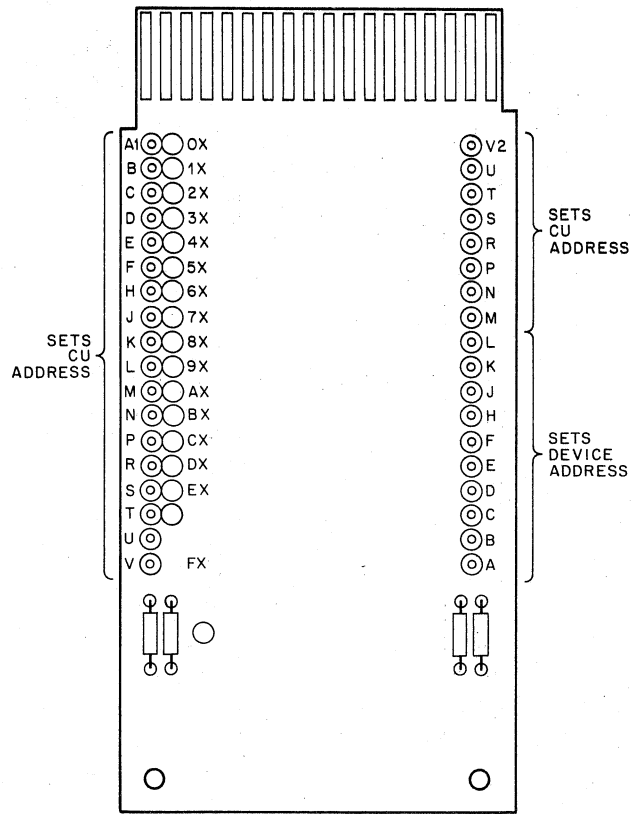 A1 0X
B 1X
C 2X
D 3X
E 4X
F 5X
H 6X
J 7X
K 8X
L 9X
M AX
N BX
P CX
R DX
S EX
T
U
V FX
SETS
CU
ADDRESS
V2
U
T
S
R
P
N
M
L
K
J
H
F
E
D
C
B
A
SETS
CU
ADDRESS
SETS
DEVICE
ADDRESS